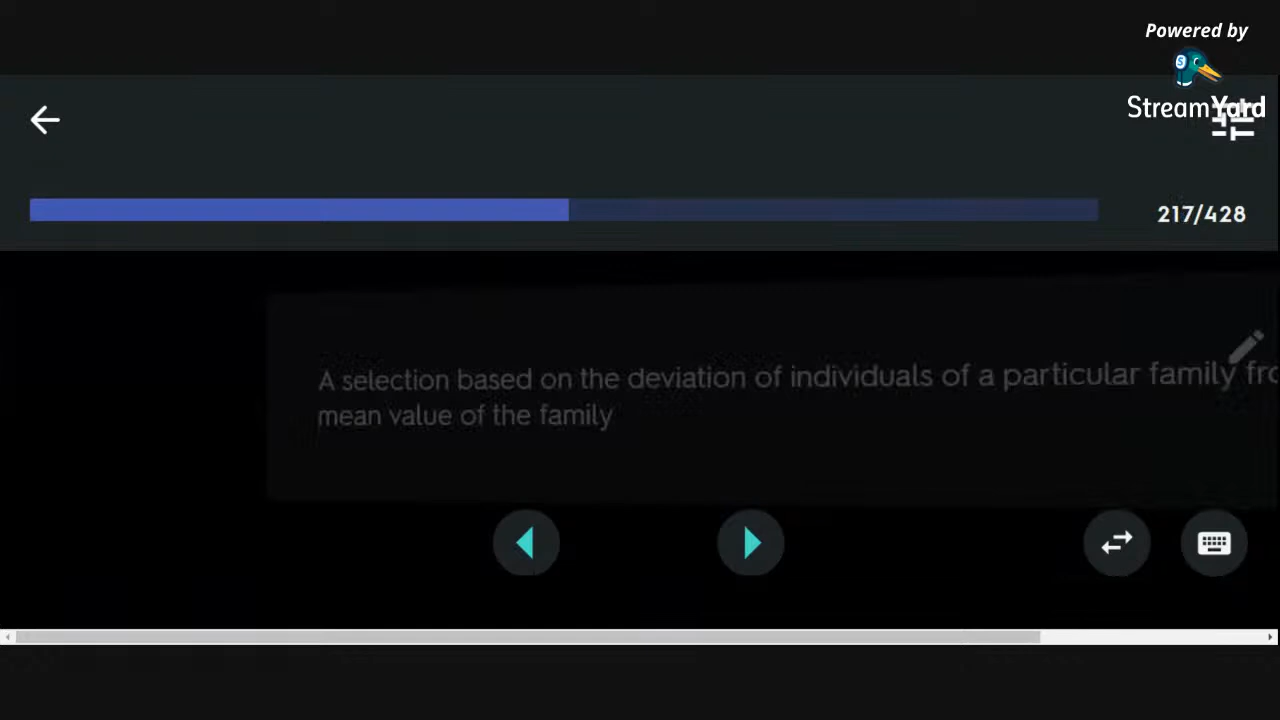 Powered by
StreamYard
217/428
A selection based on the deviation of individuals of a particular family
mean value of the family